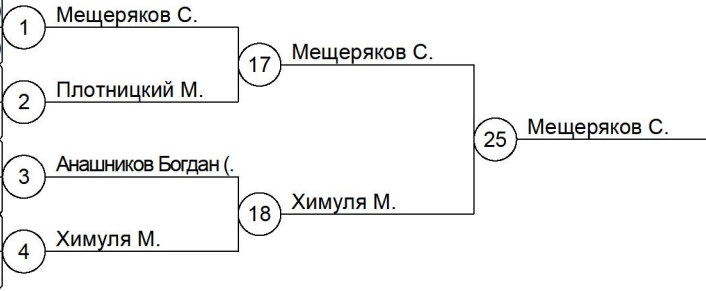 1 Мещеряков С.
17 Мещеряков С.
2 Плотницкий М.
25 Мещеряков С.
3 Анашников Богдан (.
18 Химуля М.
4 Химуля М.